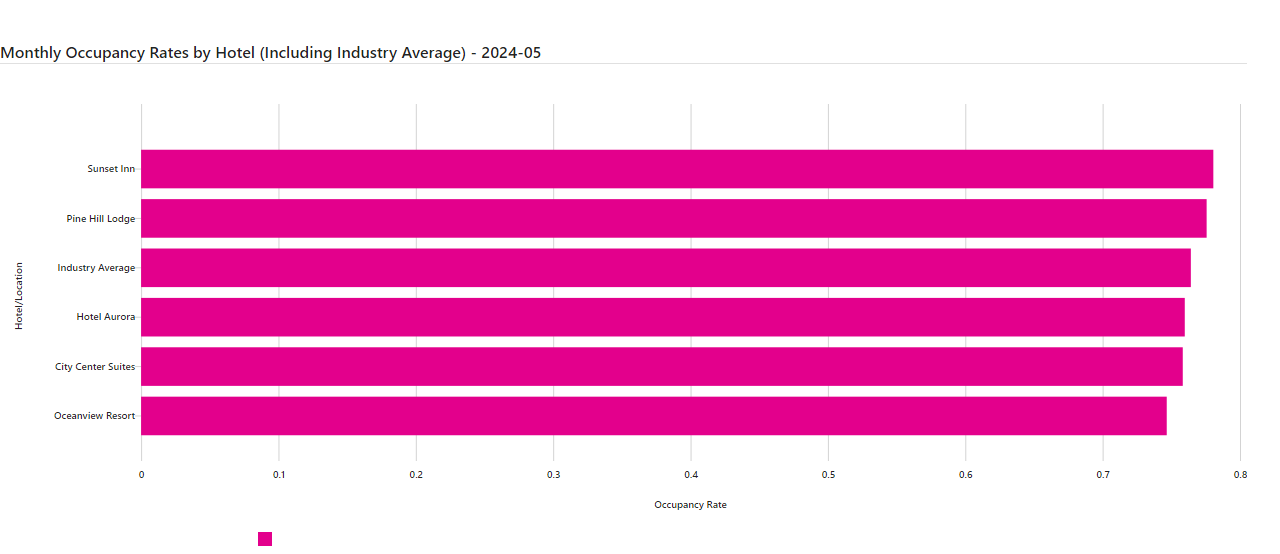 Monthly Occupancy Rates by Hotel (Including Industry Average) - 2024-05
Hotel/Location
Sunset Inn
Pine Hill Lodge
Industry Average
Hotel Aurora
City Center Suites
Oceanview Resort
0 0.1 0.2 0.3 0.4 0.5 0.6 0.7 0.8
Occupancy Rate